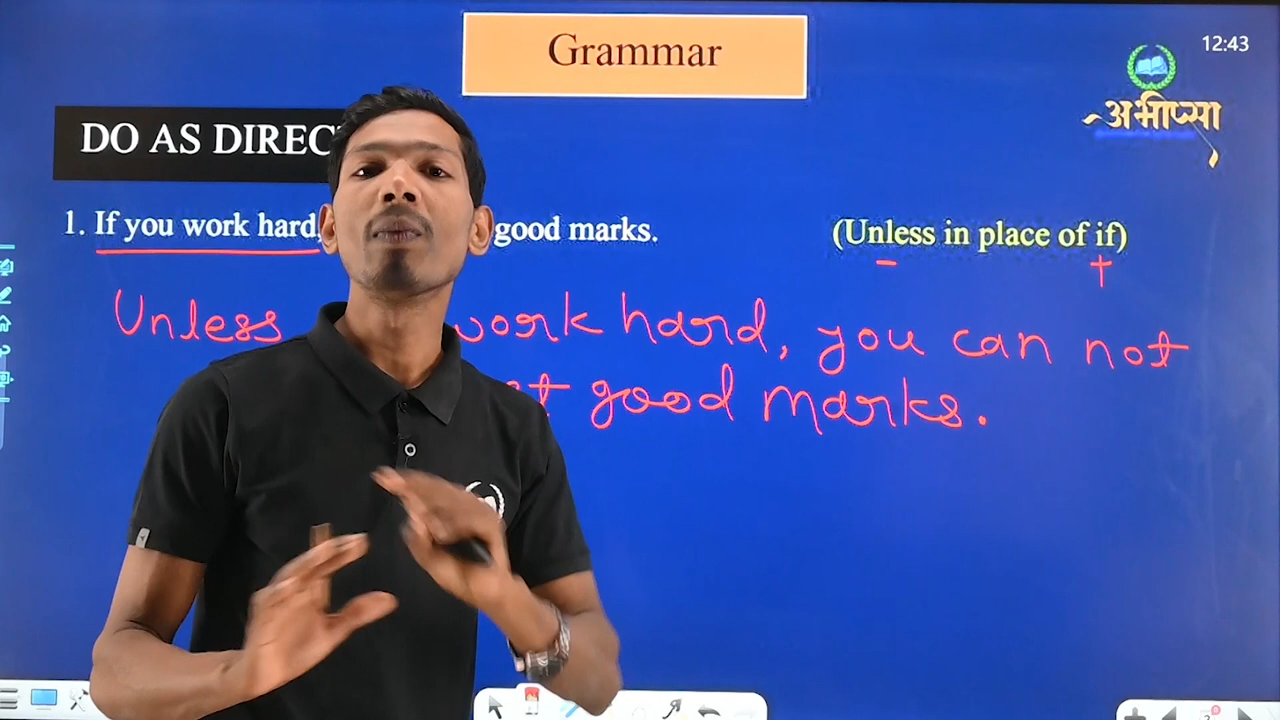 Grammar
12:43
अभीप्सा
DO AS DIREC
1. If you work hard, good marks. (Unless in place of if)
- +
Unless work hard, you can not
good marks.